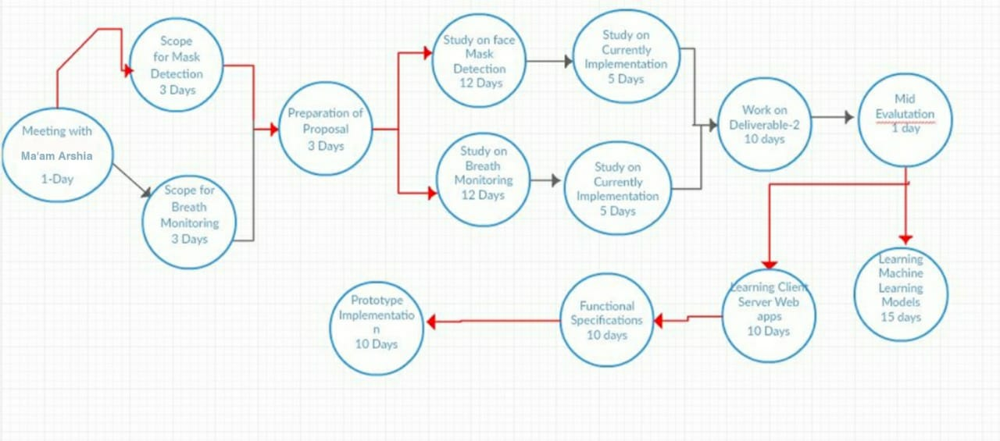 Meeting with
Ma'am Arshia
1-Day
Scope
for Mask
Detection
3 Days
Scope for
Breath
Monitoring
3 Days
Preparation of
Proposal
3 Days
Study on face
Mask
Detection
12 Days
Study on
Currently
Implementation
5 Days
Study on
Breath
Monitoring
12 Days
Study on
Currently
Implementation
5 Days
Work on
Deliverable-2
10 days
Mid
Evalutation
1 day
Learning
Machine
Learning
Models
15 days
Learning Client
Server Web
apps
10 Days
Functional
Specifications
10 days
Prototype
Implementatio
n
10 Days